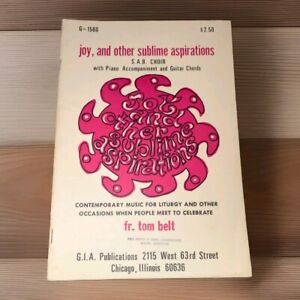 G-1560 $2.50
joy, and other sublime aspirations
S.A.B. CHOIR
with Piano Accompaniment and Guitar Chords
joy
and
other
sublime
aspirations
CONTEMPORARY MUSIC FOR LITURGY AND OTHER
OCCASIONS WHEN PEOPLE MEET TO CELEBRATE
fr. tom belt
G.I.A. Publications 2115 West 63rd Street
Chicago, Illinois 60636